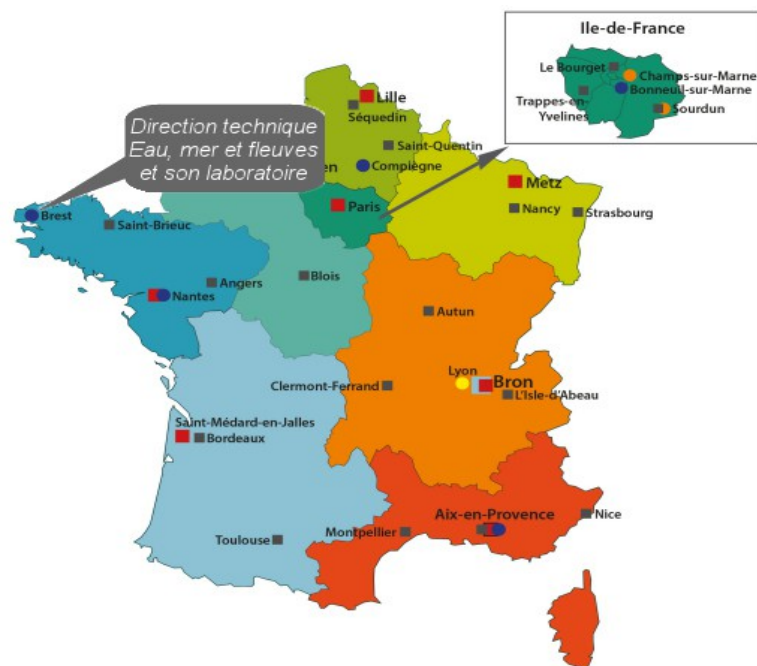 Ile-de-France
Le Bourget
Champs-sur-Marne
Bonneuil-sur-Marne
Trappes-en-
Yvelines
Sourdun
Lille
Séquedin
Direction technique
Eau, mer et fleuves
et son laboratoire
Saint-Quentin
en
Compiègne
Metz
Paris
Nancy
Strasbourg
Brest
Saint-Brieuc
Angers
Blois
Nantes
Autun
Lyon
Bron
Clermont-Ferrand
L'Isle-d'Abeau
Saint-Médard-en-Jalles
Bordeaux
Aix-en-Provence
Nice
Montpellier
Toulouse